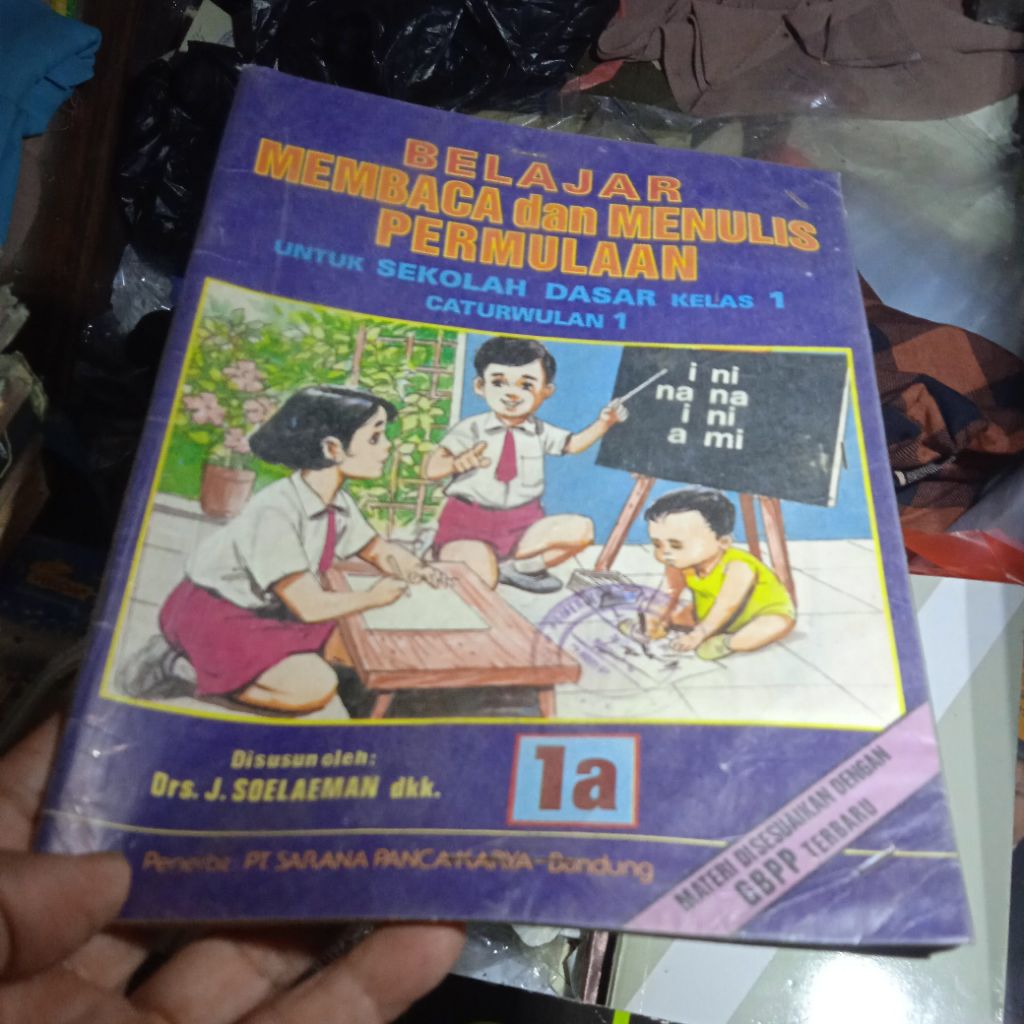 BELAJAR
MEMBACA dan MENULIS
PERMULAAN
UNTUK SEKOLAH DASAR KELAS 1
CATURWULAN 1
i ni
na na
i ni
a mi
Disusun oleh:
Drs. J. SOELAEMAN dkk.
1a
Penerbit: PT SARANA PANCA KARYA - Bandung
MATERI DISESUAIKAN DENGAN
GBPP TERBARU